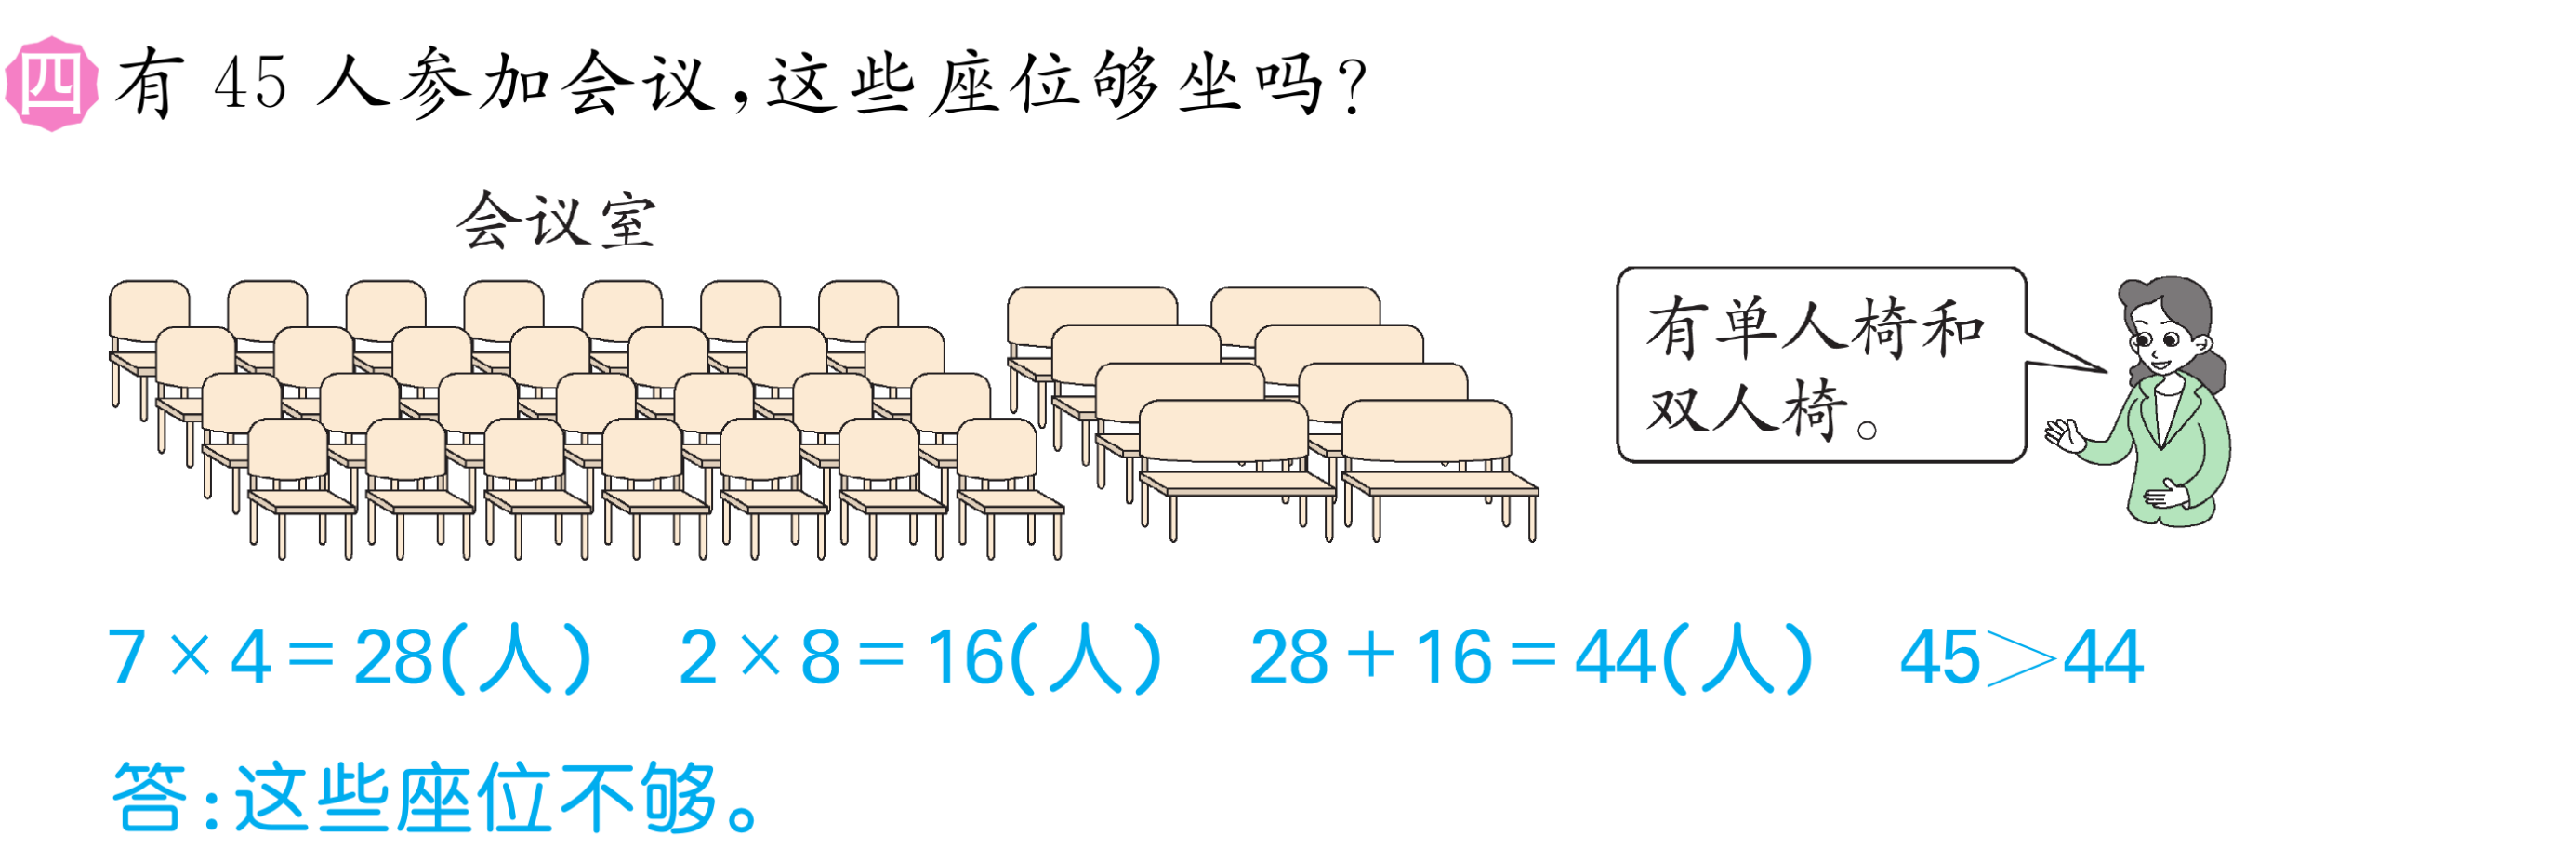 四 有 45 人参加会议,这些座位够坐吗?
会议室
有单人椅和
双人椅。
7×4=28(人) 2×8=16(人) 28+16=44(人) 45>44
答:这些座位不够。